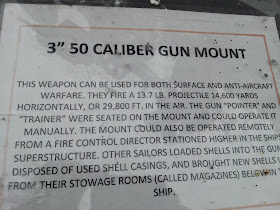 3” 50 CALIBER GUN MOUNT
THIS WEAPON CAN BE USED FOR BOTH SURFACE AND ANTI-AIRCRAFT
WARFARE. THEY FIRE A 13.7 LB. PROJECTILE 14,600 YARDS
HORIZONTALLY, OR 29,800 FT. IN THE AIR. THE GUN “POINTER” AND
“TRAINER” WERE SEATED ON THE MOUNT AND COULD OPERATE IT
MANUALLY. THE MOUNT COULD ALSO BE OPERATED REMOTELY
FROM A FIRE CONTROL DIRECTOR STATIONED HIGHER IN THE SHIPS
SUPERSTRUCTURE. OTHER SAILORS LOADED SHELLS INTO THE GUN
DISPOSED OF USED SHELL CASINGS, AND BROUGHT NEW SHELLS
FROM THEIR STOWAGE ROOMS (CALLED MAGAZINES) BELOW IN
SHIP.